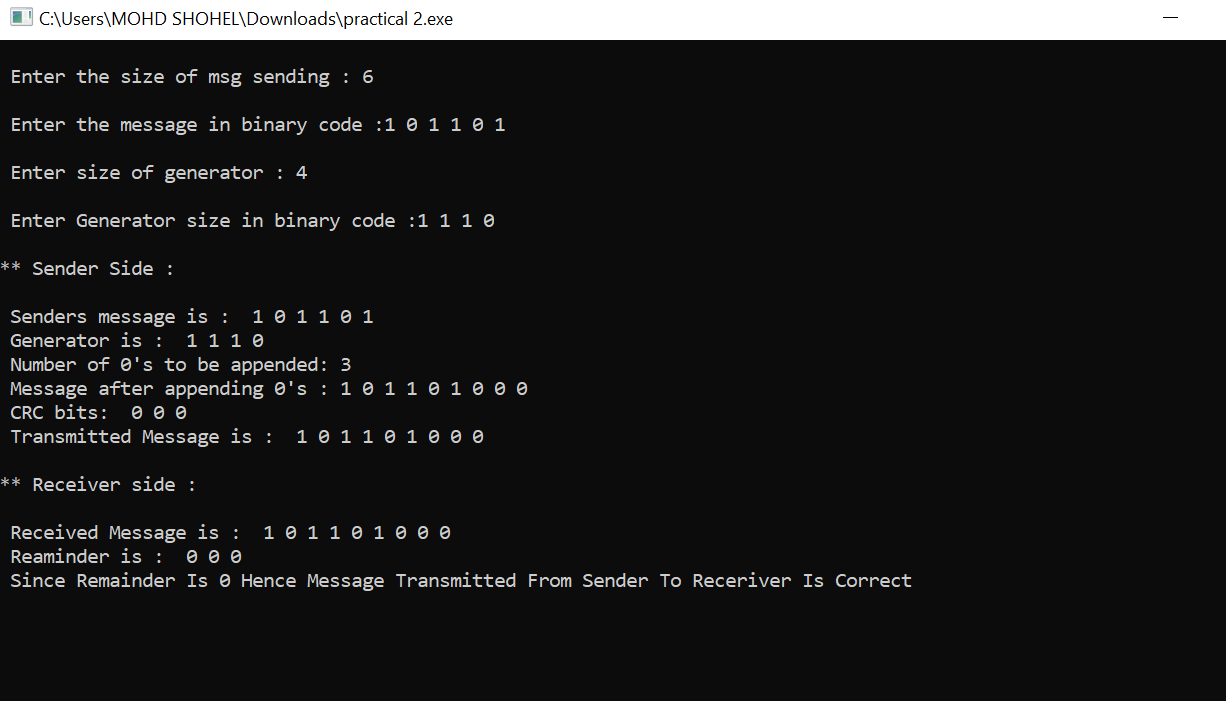 C:\Users\MOHD SHOHEL\Downloads\practical 2.exe
Enter the size of msg sending : 6
Enter the message in binary code :1 0 1 1 0 1
Enter size of generator : 4
Enter Generator size in binary code :1 1 1 0
** Sender Side :
Senders message is :  1 0 1 1 0 1
Generator is :  1 1 1 0
Number of 0's to be appended: 3
Message after appending 0's : 1 0 1 1 0 1 0 0 0
CRC bits:  0 0 0
Transmitted Message is :  1 0 1 1 0 1 0 0 0
** Receiver side :
Received Message is :  1 0 1 1 0 1 0 0 0
Reaminder is :  0 0 0
Since Remainder Is 0 Hence Message Transmitted From Sender To Receriver Is Correct